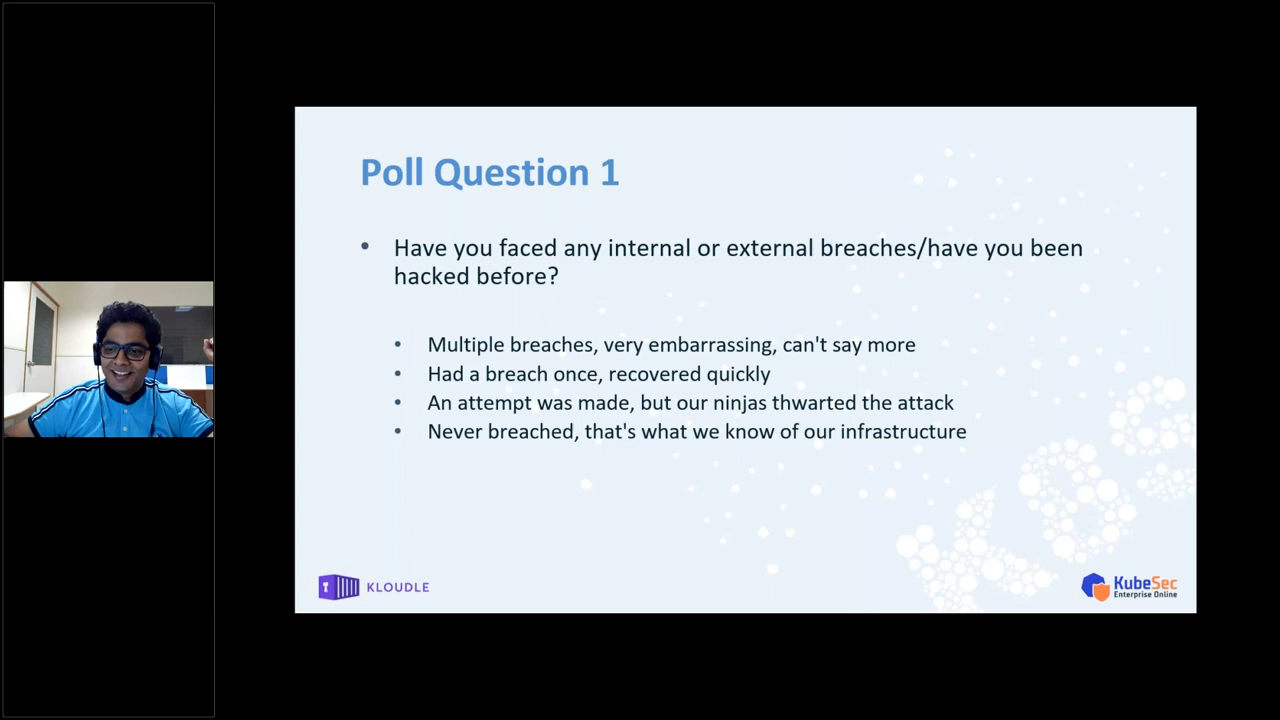 Poll Question 1
• Have you faced any internal or external breaches/have you been
hacked before?
• Multiple breaches, very embarrassing, can't say more
• Had a breach once, recovered quickly
• An attempt was made, but our ninjas thwarted the attack
• Never breached, that's what we know of our infrastructure
KLOUDLE
KubeSec
Enterprise Online